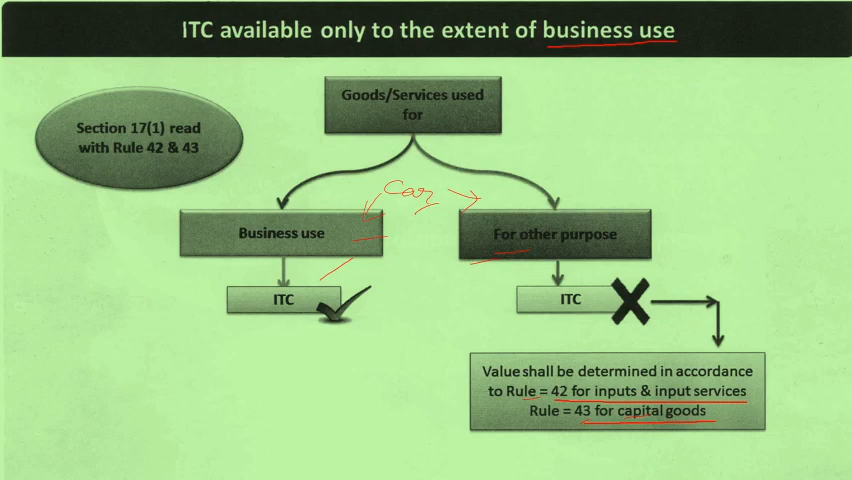 ITC available only to the extent of business use
Goods/Services used
for
Section 17(1) read
with Rule 42 & 43
Car
Business use
For other purpose
ITC
ITC
Value shall be determined in accordance
to Rule = 42 for inputs & input services
Rule = 43 for capital goods